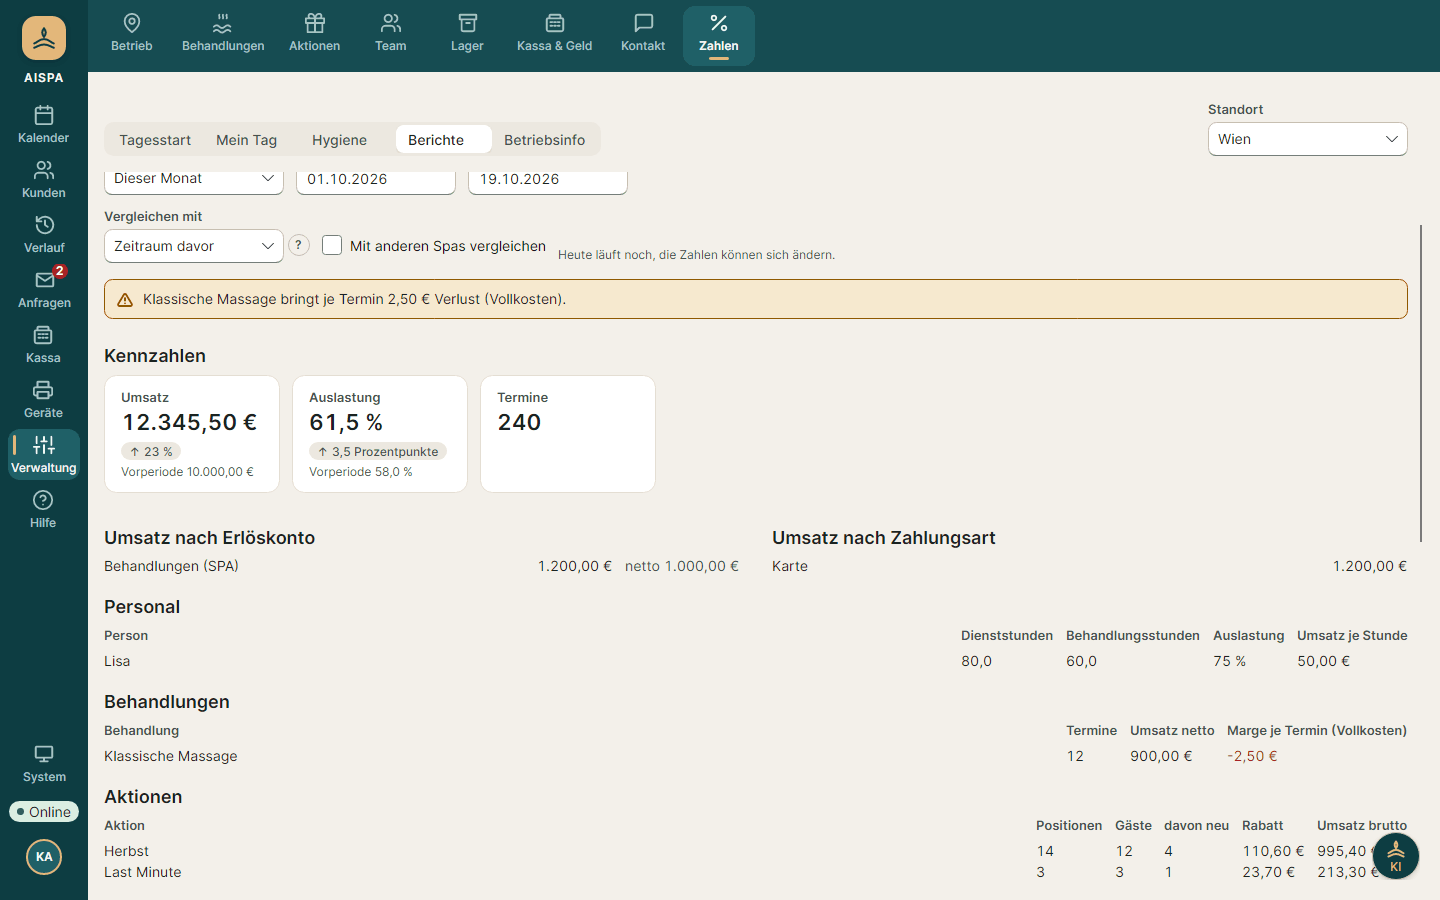 AISPA
Betrieb
Behandlungen
Aktionen
Team
Lager
Kassa & Geld
Kontakt
Zahlen
Kalender
Kunden
Verlauf
2
Anfragen
Kassa
Geräte
Verwaltung
Hilfe
System
Online
KA
Standort
Wien
Tagesstart
Mein Tag
Hygiene
Berichte
Betriebsinfo
Dieser Monat
01.10.2026
19.10.2026
Vergleichen mit
Zeitraum davor
?
Mit anderen Spas vergleichen
Heute läuft noch, die Zahlen können sich ändern.
Klassische Massage bringt je Termin 2,50 € Verlust (Vollkosten).
Kennzahlen
Umsatz
12.345,50 €
↑ 23 %
Vorperiode 10.000,00 €
Auslastung
61,5 %
↑ 3,5 Prozentpunkte
Vorperiode 58,0 %
Termine
240
Umsatz nach Erlöskonto
Behandlungen (SPA) 1.200,00 € netto 1.000,00 €
Umsatz nach Zahlungsart
Karte 1.200,00 €
Personal
Person Dienststunden Behandlungsstunden Auslastung Umsatz je Stunde
Lisa 80,0 60,0 75 % 50,00 €
Behandlungen
Behandlung Termine Umsatz netto Marge je Termin (Vollkosten)
Klassische Massage 12 900,00 € -2,50 €
Aktionen
Aktion Positionen Gäste davon neu Rabatt Umsatz brutto
Herbst 14 12 4 110,60 € 995,40
Last Minute 3 3 1 23,70 € 213,30 €
KI